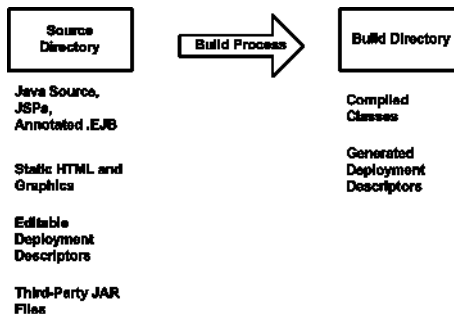 Source
Directory
Build Process
Build Directory
Java Source,
JSPs,
Annotated .EJB
Static HTML and
Graphics
Editable
Deployment
Descriptors
Third-Party JAR
Files
Compiled
Classes
Generated
Deployment
Descriptors